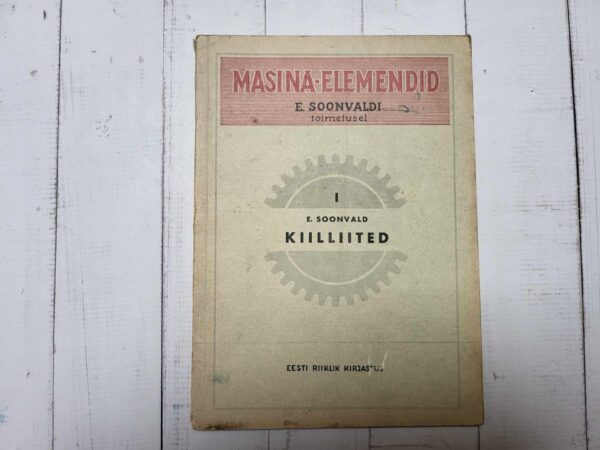 MASINA-ELEMENDID
E. SOONVALDI
toimetusel
I
E. SOONVALD
KIILLIITED
EESTI RIIKLIK KIRJASTUS